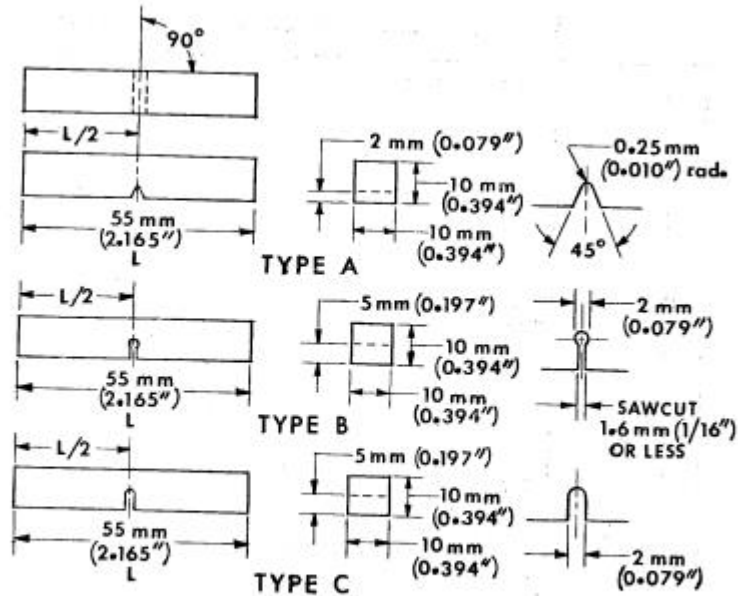 90°
L/2
2 mm (0.079")
0.25 mm
(0.010") rad.
10 mm
(0.394")
55 mm
(2.165")
L
10 mm
(0.394")
45°
TYPE A
L/2
5 mm (0.197")
2 mm
(0.079")
10 mm
(0.394")
55 mm
(2.165")
L
10 mm
(0.394")
SAWCUT
1.6 mm (1/16")
OR LESS
TYPE B
L/2
5 mm (0.197")
10 mm
(0.394")
55 mm
(2.165")
L
10 mm
(0.394")
2 mm
(0.079")
TYPE C